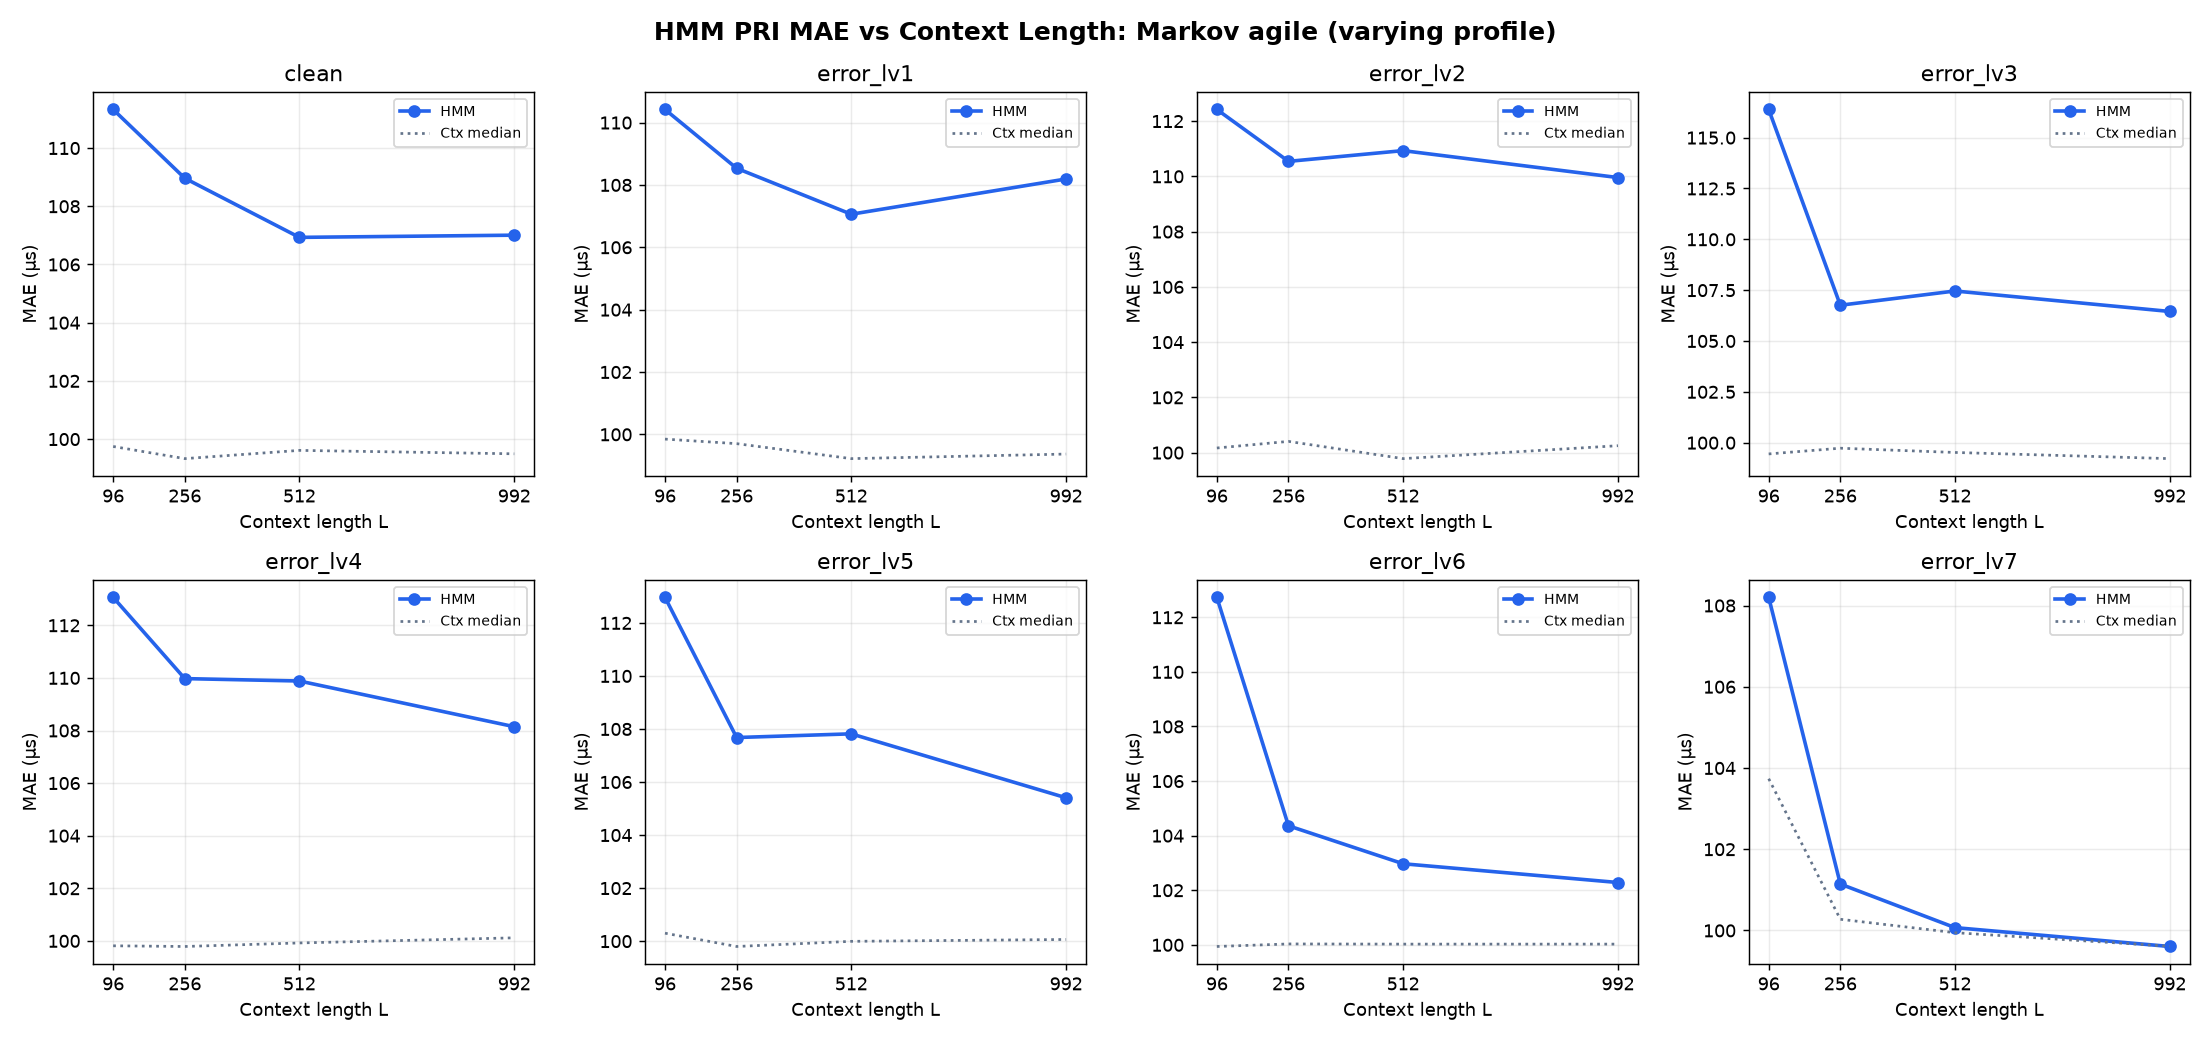 HMM PRI MAE vs Context Length: Markov agile (varying profile)
clean
MAE (µs)
110
108
106
104
102
100
HMM
Ctx median
96 256 512 992
Context length L
error_lv1
MAE (µs)
110
108
106
104
102
100
HMM
Ctx median
96 256 512 992
Context length L
error_lv2
MAE (µs)
112
110
108
106
104
102
100
HMM
Ctx median
96 256 512 992
Context length L
error_lv3
MAE (µs)
115.0
112.5
110.0
107.5
105.0
102.5
100.0
HMM
Ctx median
96 256 512 992
Context length L
error_lv4
MAE (µs)
112
110
108
106
104
102
100
HMM
Ctx median
96 256 512 992
Context length L
error_lv5
MAE (µs)
112
110
108
106
104
102
100
HMM
Ctx median
96 256 512 992
Context length L
error_lv6
MAE (µs)
112
110
108
106
104
102
100
HMM
Ctx median
96 256 512 992
Context length L
error_lv7
MAE (µs)
108
106
104
102
100
HMM
Ctx median
96 256 512 992
Context length L